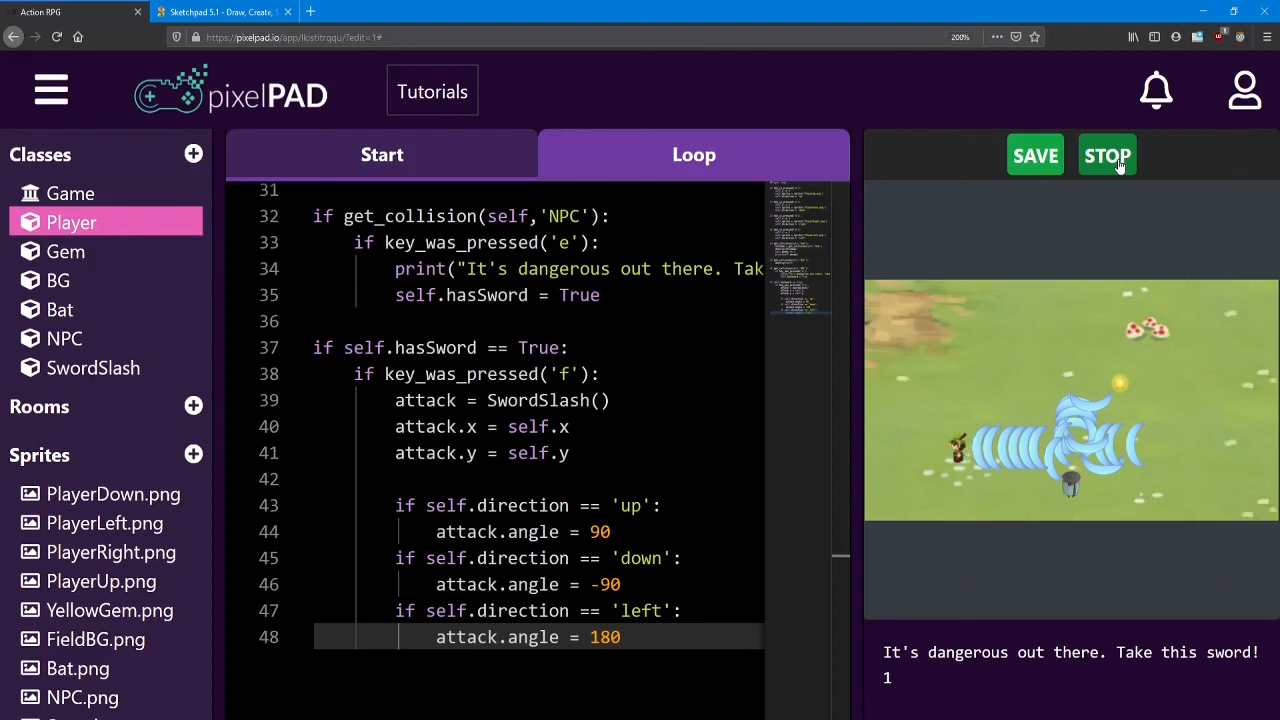 Action RPG
Sketchpad 5.1 - Draw, Create, S
https://pixelpad.io/app/lkistitrqqu/?edit=1#
200%
pixelPAD
Tutorials
Classes
Game
Player
Gem
BG
Bat
NPC
SwordSlash
Rooms
Sprites
PlayerDown.png
PlayerLeft.png
PlayerRight.png
PlayerUp.png
YellowGem.png
FieldBG.png
Bat.png
NPC.png
Start
Loop
31
32 if get_collision(self,'NPC'):
33 if key_was_pressed('e'):
34 print("It's dangerous out there. Tak
35 self.hasSword = True
36
37 if self.hasSword == True:
38 if key_was_pressed('f'):
39 attack = SwordSlash()
40 attack.x = self.x
41 attack.y = self.y
42
43 if self.direction == 'up':
44 attack.angle = 90
45 if self.direction == 'down':
46 attack.angle = -90
47 if self.direction == 'left':
48 attack.angle = 180
SAVE
STOP
It's dangerous out there. Take this sword!
1